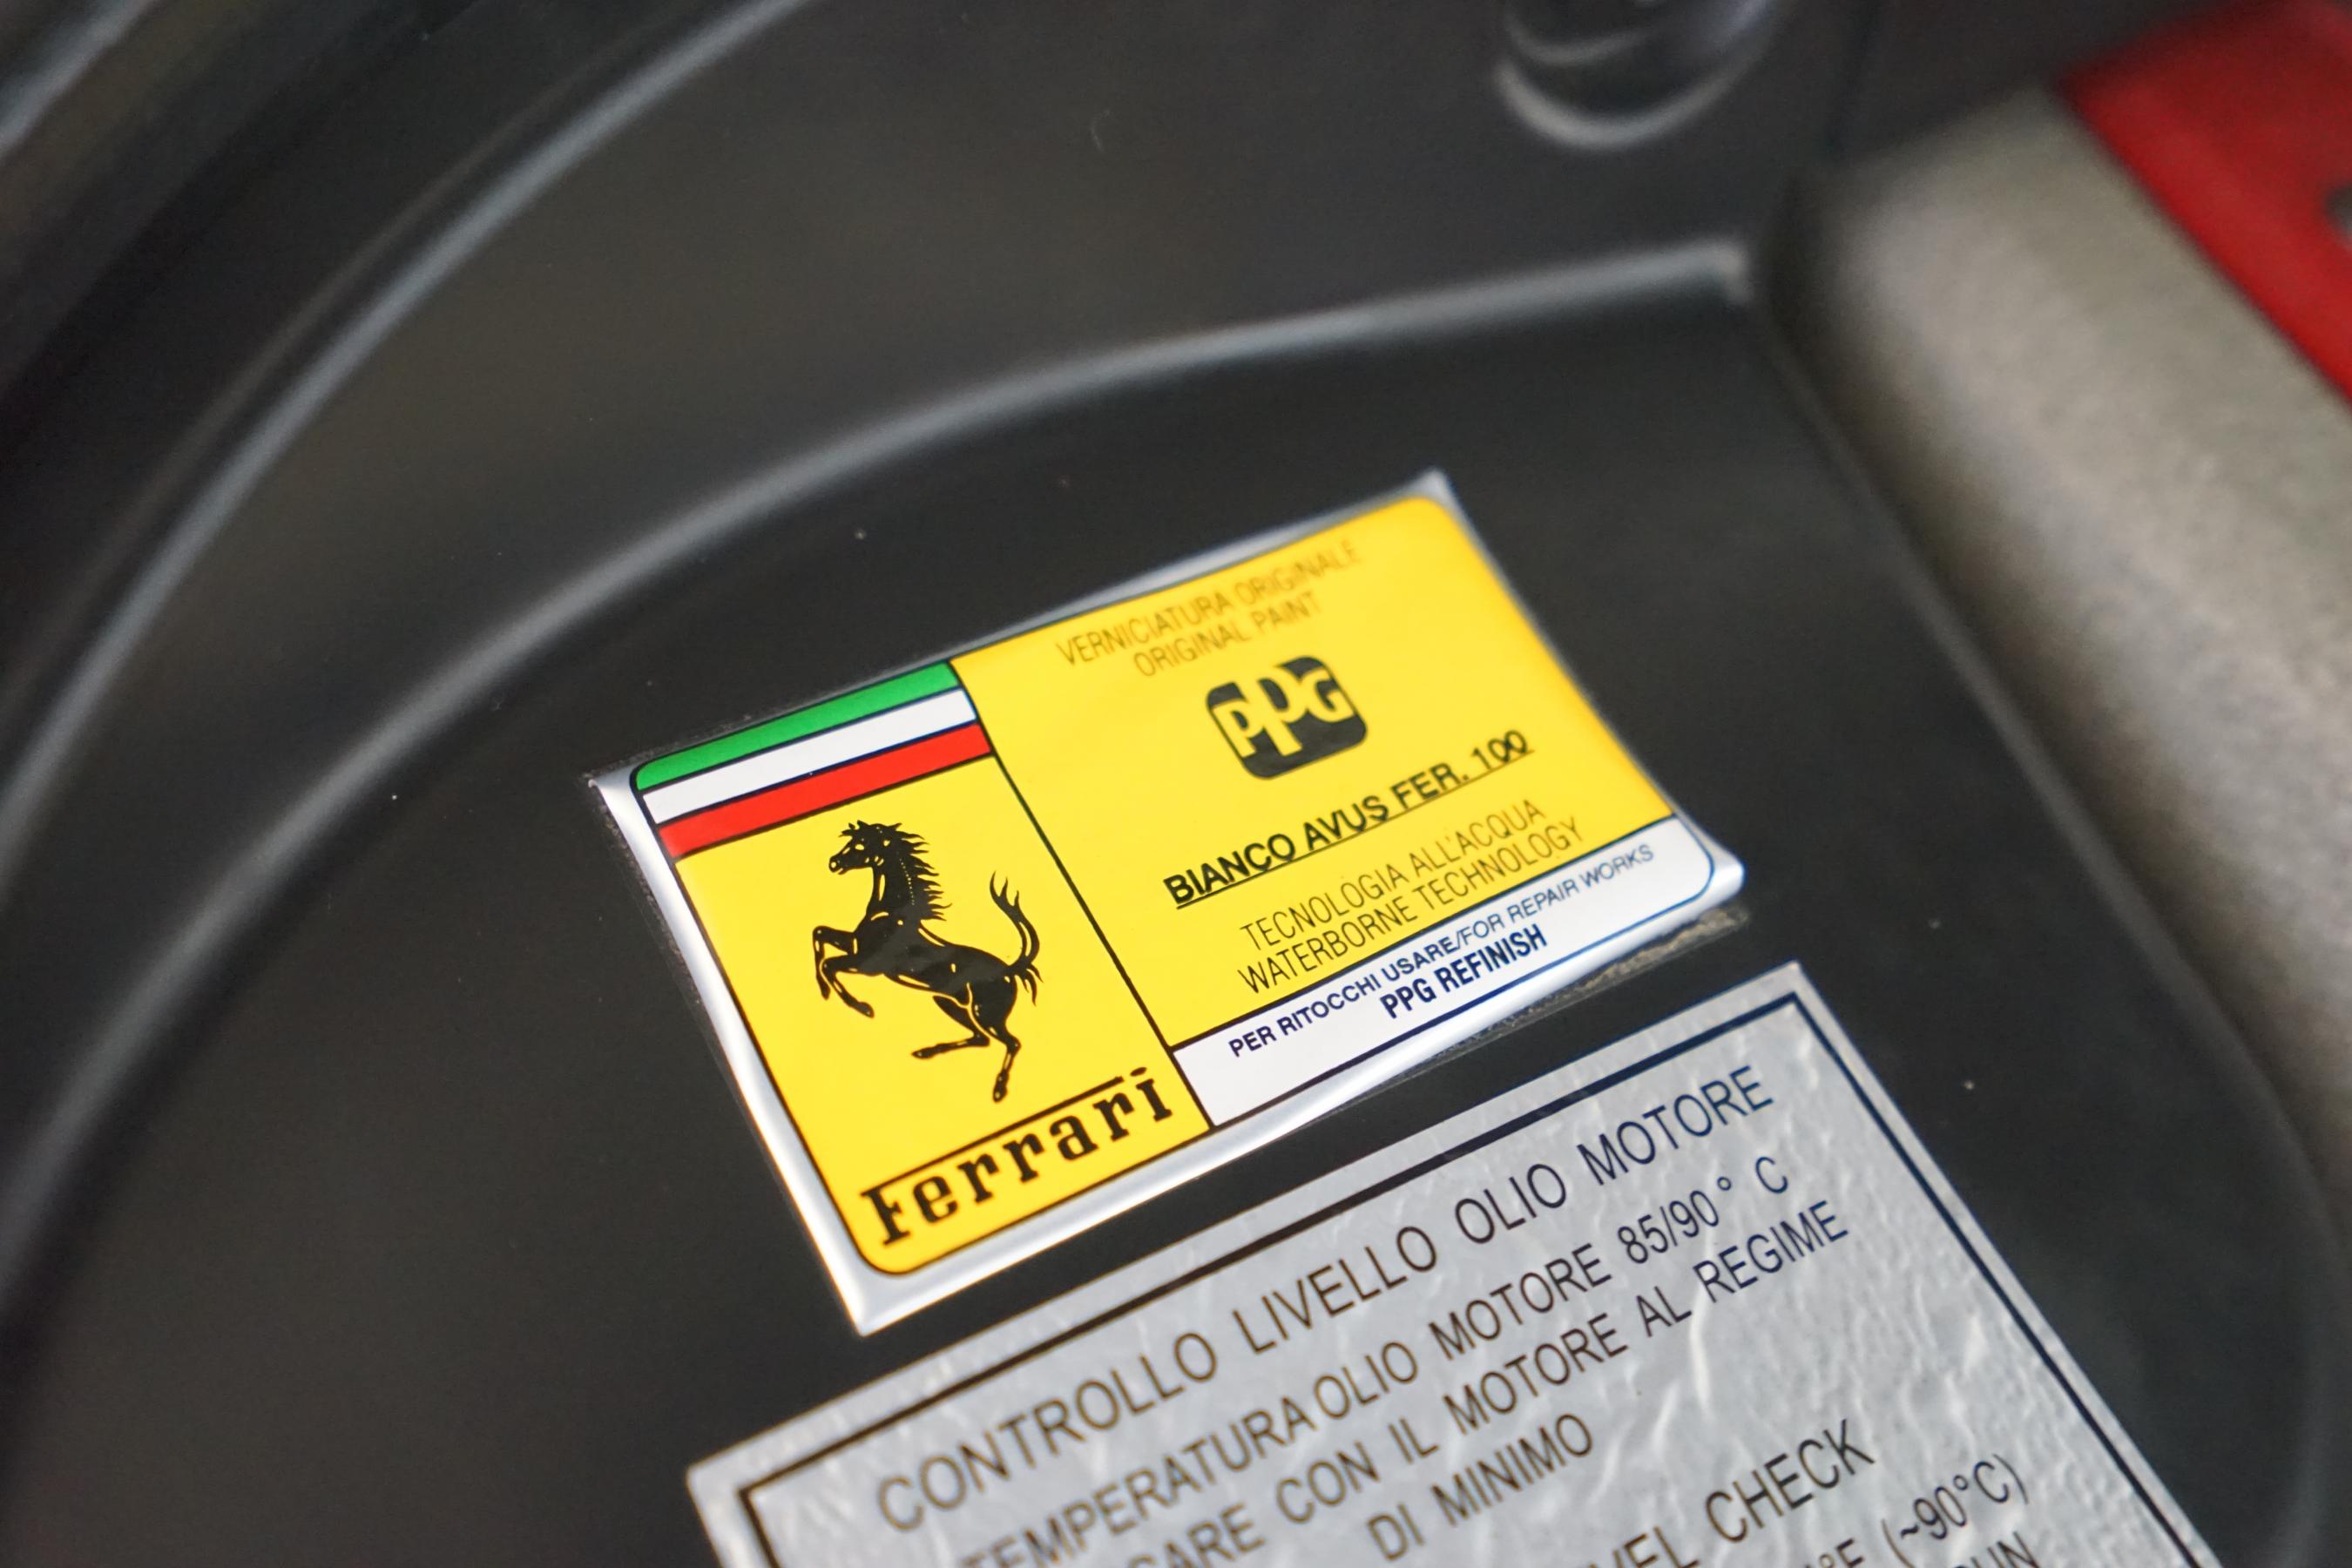 VERNICIATURA ORIGINALE
ORIGINAL PAINT
PPG
BIANCO AVUS FER. 100
TECNOLOGIA ALL'ACQUA
WATERBORNE TECHNOLOGY
PER RITOCCHI USARE/FOR REPAIR WORKS
PPG REFINISH
Ferrari
CONTROLLO LIVELLO OLIO MOTORE
TEMPERATURA OLIO MOTORE 85/90° C
CON IL MOTORE AL REGIME
DI MINIMO
CHECK
(~90°C)